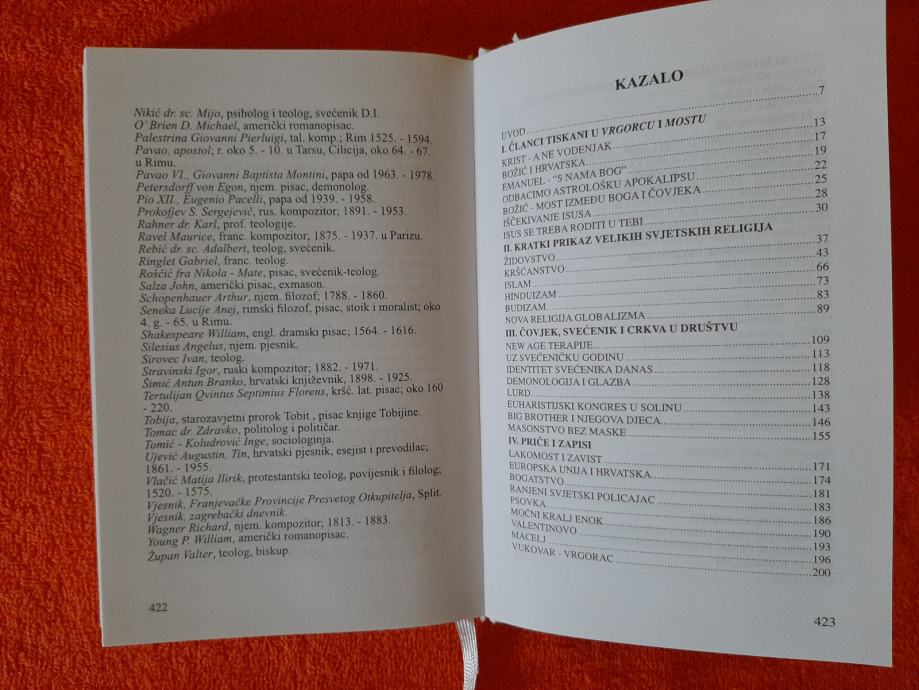 Nikić dr. sc. Mijo, psiholog i teolog, svećenik D.I.
O'Brien D. Michael, američki romanopisac.
Palestrina Giovanni Pierluigi, tal. komp.; Rim 1525. - 1594.
Pavao, apostol; r. oko 5. - 10. u Tarsu, Cilicija, oko 64. - 67.
u Rimu.
Pavao VI., Giovanni Baptista Montini, papa od 1963. - 1978.
Petersdorff von Egon, njem. pisac, demonolog.
Pio XII., Eugenio Pacelli, papa od 1939. - 1958.
Prokofjev S. Sergejevič, rus. kompozitor; 1891. - 1953.
Rahner dr. Karl, prof. teologije.
Ravel Maurice, franc. kompozitor; 1875. - 1937. u Parizu.
Rebić dr. sc. Adalbert, teolog, svećenik.
Ringlet Gabriel, franc. teolog.
Roščić fra Nikola - Mate, pisac, svećenik-teolog.
Salza John, američki pisac, exmason.
Schopenhauer Arthur, njem. filozof; 1788. - 1860.
Seneka Lucije Anej, rimski filozof, pisac, stoik i moralist; oko
4. g. - 65. u Rimu.
Shakespeare William, engl. dramski pisac; 1564. - 1616.
Silesius Angelus, njem. pjesnik.
Sirovec Ivan, teolog.
Stravinski Igor, ruski kompozitor; 1882. - 1971.
Šimić Antun Branko, hrvatski književnik, 1898. - 1925.
Tertulijan Qvintus Septimius Florens, kršć. lat. pisac; oko 160
- 220.
Tobija, starozavjetni prorok Tobit , pisac knjige Tobijine.
Tomac dr. Zdravko, politolog i političar.
Tomić - Koludrović Inge, sociologinja.
Ujević Augustin, Tin, hrvatski pjesnik, esejist i prevodilac;
1861. - 1955.
Vlačić Matija Ilirik, protestantski teolog, povijesnik i filolog;
1520. - 1575.
Vjesnik, Franjevačke Provincije Presvetog Otkupitelja, Split.
Vjesnik, zagrebački dnevnik.
Wagner Richard, njem. kompozitor; 1813. - 1883.
Young P. William, američki romanopisac.
Župan Valter, teolog, biskup.
422
KAZALO
UVOD 7
I. ČLANCI TISKANI U VRGORCU I MOSTU
KRIST - A NE VODENJAK 13
BOŽIĆ I HRVATSKA 17
EMANUEL - “S NAMA BOG” 19
ODBACIMO ASTROLOŠKU APOKALIPSU 22
BOŽIĆ - MOST IZMEĐU BOGA I ČOVJEKA 25
IŠČEKIVANJE ISUSA 28
ISUS SE TREBA RODITI U TEBI 30
II. KRATKI PRIKAZ VELIKIH SVJETSKIH RELIGIJA
ŽIDOVSTVO 37
KRŠĆANSTVO 43
ISLAM 66
HINDUIZAM 73
BUDIZAM 83
NOVA RELIGIJA GLOBALIZMA 89
III. ČOVJEK, SVEĆENIK I CRKVA U DRUŠTVU
NEW AGE TERAPIJE 109
UZ SVEĆENIČKU GODINU 113
IDENTITET SVEĆENIKA DANAS 118
DEMONOLOGIJA I GLAZBA 128
LURD 138
EUHARISTIJSKI KONGRES U SOLINU 143
BIG BROTHER I NJEGOVA DJECA 146
MASONSTVO BEZ MASKE 155
IV. PRIČE I ZAPISI
LAKOMOST I ZAVIST 171
EUROPSKA UNIJA I HRVATSKA 174
BOGATSTVO 181
RANJENI SVJETSKI POLICAJAC 183
PSOVKA 186
MOĆNI KRALJ ENOK 190
VALENTINOVO 193
MACELJ 196
VUKOVAR - VRGORAC 200
423